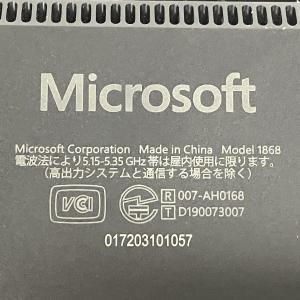 Microsoft
Microsoft Corporation Made in China Model 1868
電波法により5.15-5.35 GHz帯は屋内使用に限ります。
(高出力システムと通信する場合を除く)
VCI R 007-AH0168
T D190073007
017203101057